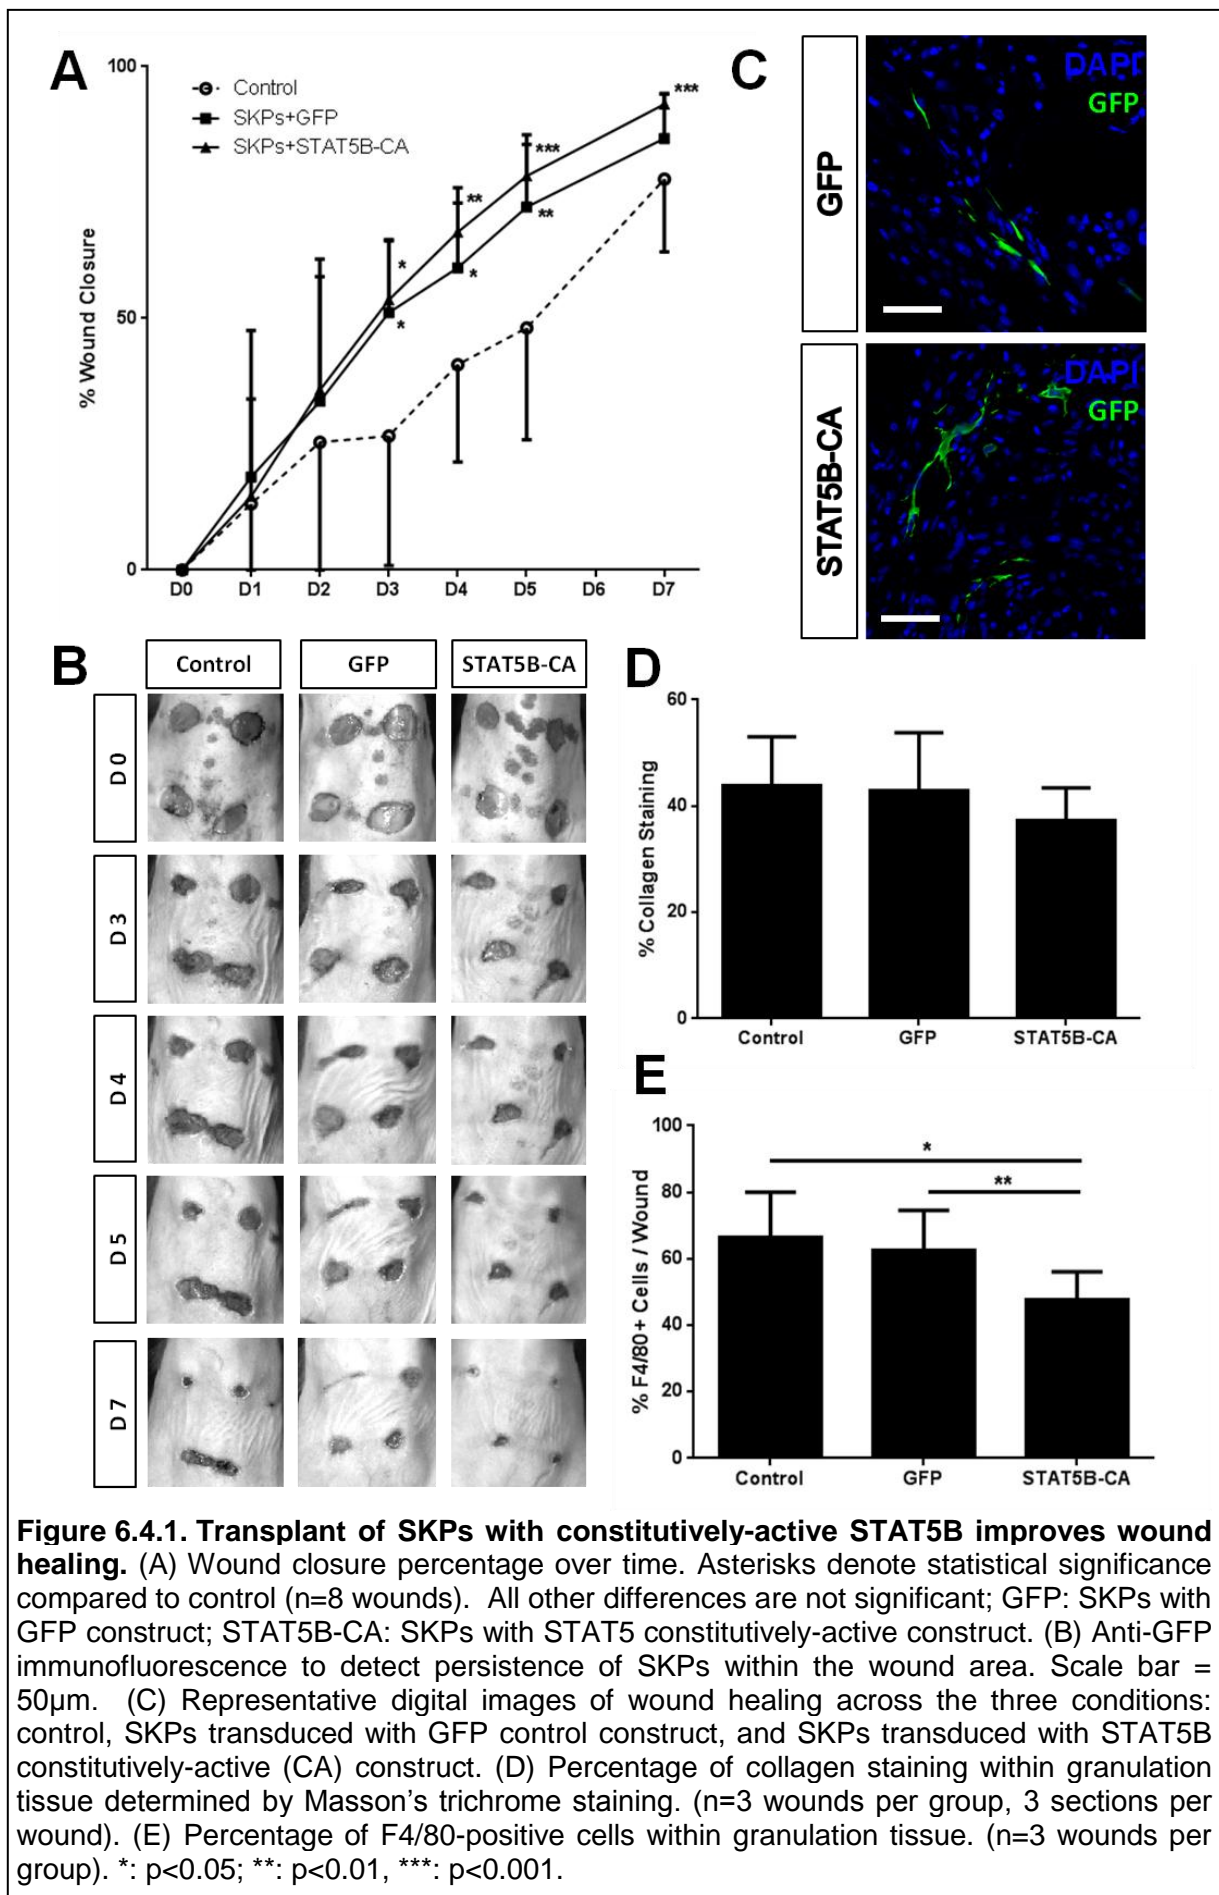 A
100
50
0
% Wound Closure
Control
SKPs+GFP
SKPs+STAT5B-CA
*
*
**
*
***
**
***
D0
D1
D2
D3
D4
D5
D6
D7
C
GFP
DAPI
GFP
STAT5B-CA
DAPI
GFP
B
Control
GFP
STAT5B-CA
D0
D3
D4
D5
D7
D
60
40
20
0
% Collagen Staining
Control
GFP
STAT5B-CA
E
100
80
60
40
20
0
% F4/80+ Cells / Wound
*
**
Control
GFP
STAT5B-CA
Figure 6.4.1. Transplant of SKPs with constitutively-active STAT5B improves wound
healing. (A) Wound closure percentage over time. Asterisks denote statistical significance
compared to control (n=8 wounds). All other differences are not significant; GFP: SKPs with
GFP construct; STAT5B-CA: SKPs with STAT5 constitutively-active construct. (B) Anti-GFP
immunofluorescence to detect persistence of SKPs within the wound area. Scale bar =
50µm. (C) Representative digital images of wound healing across the three conditions:
control, SKPs transduced with GFP control construct, and SKPs transduced with STAT5B
constitutively-active (CA) construct. (D) Percentage of collagen staining within granulation
tissue determined by Masson’s trichrome staining. (n=3 wounds per group, 3 sections per
wound). (E) Percentage of F4/80-positive cells within granulation tissue. (n=3 wounds per
group). *: p<0.05; **: p<0.01, ***: p<0.001.